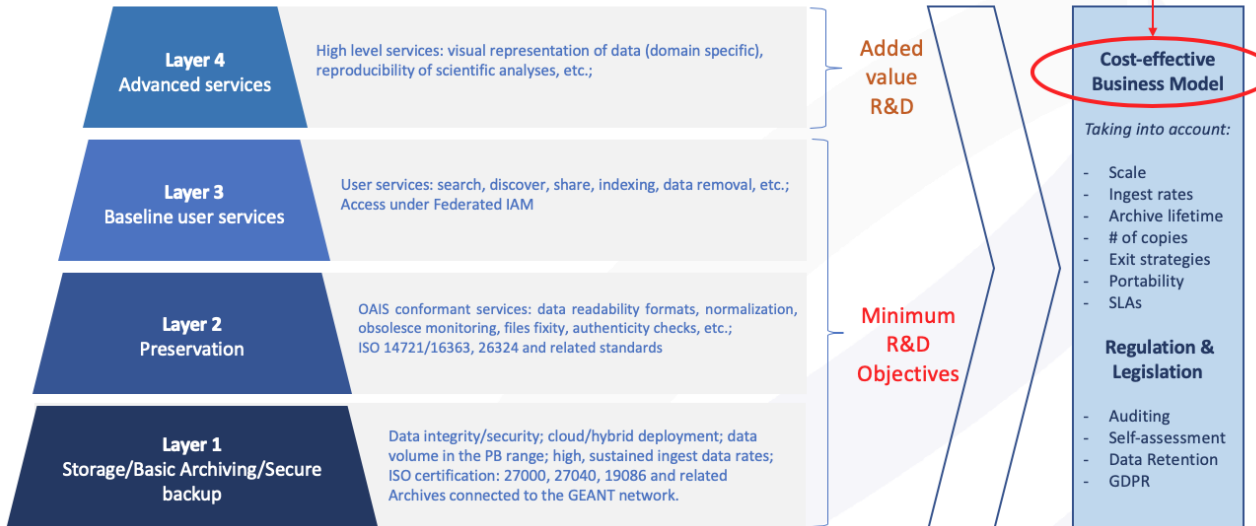 Layer 4
Advanced services
High level services: visual representation of data (domain specific),
reproducibility of scientific analyses, etc.;
Added
value
R&D
Layer 3
Baseline user services
User services: search, discover, share, indexing, data removal, etc.;
Access under Federated IAM
Layer 2
Preservation
OAIS conformant services: data readability formats, normalization,
obsolesce monitoring, files fixity, authenticity checks, etc.;
ISO 14721/16363, 26324 and related standards
Minimum
R&D
Objectives
Layer 1
Storage/Basic Archiving/Secure
backup
Data integrity/security; cloud/hybrid deployment; data
volume in the PB range; high, sustained ingest data rates;
ISO certification: 27000, 27040, 19086 and related
Archives connected to the GEANT network.
Cost-effective
Business Model
Taking into account:
- Scale
- Ingest rates
- Archive lifetime
- # of copies
- Exit strategies
- Portability
- SLAs
Regulation &
Legislation
- Auditing
- Self-assessment
- Data Retention
- GDPR